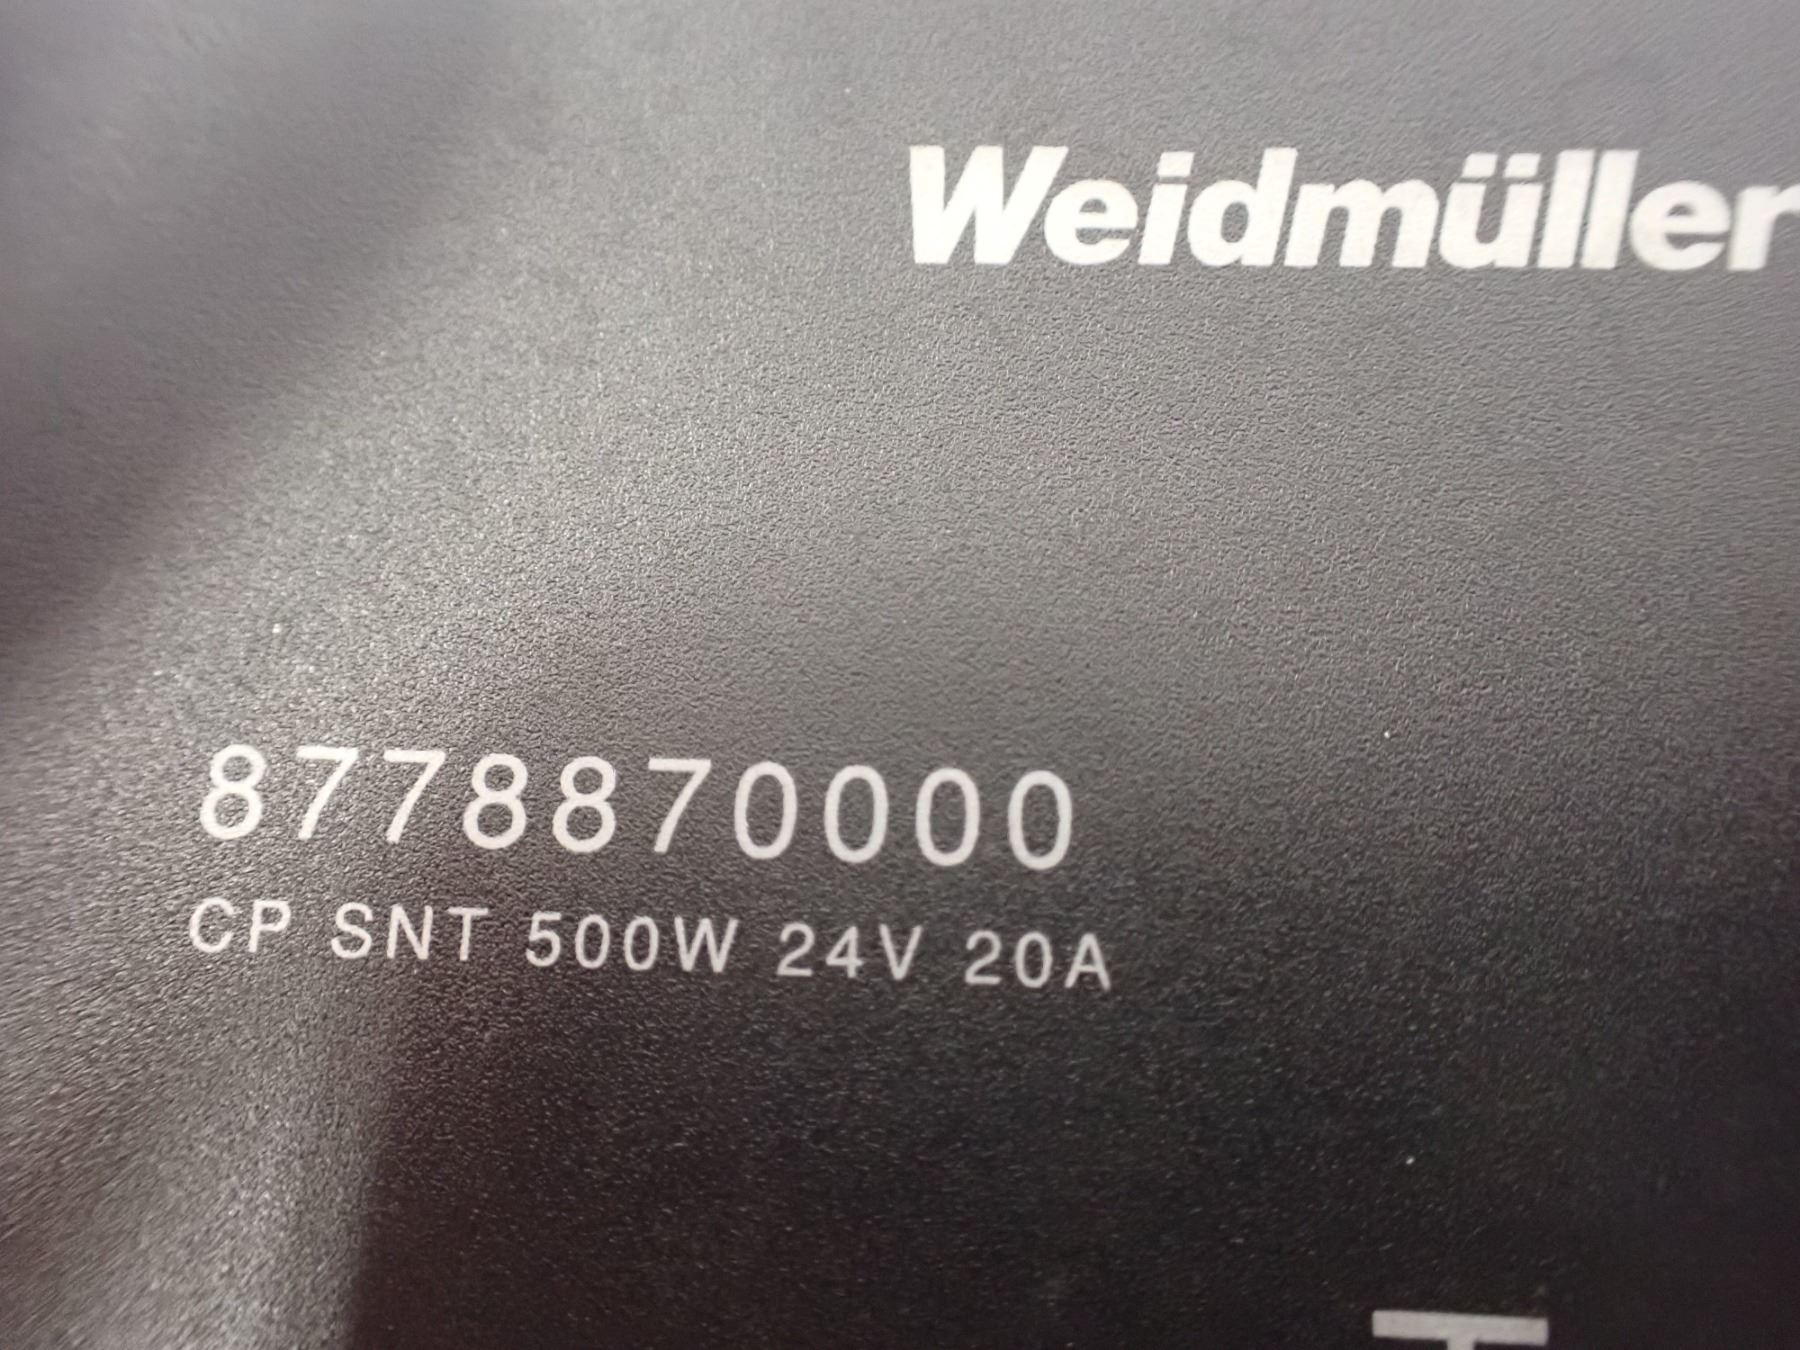 Weidmüller
8778870000
CP SNT 500W 24V 20A